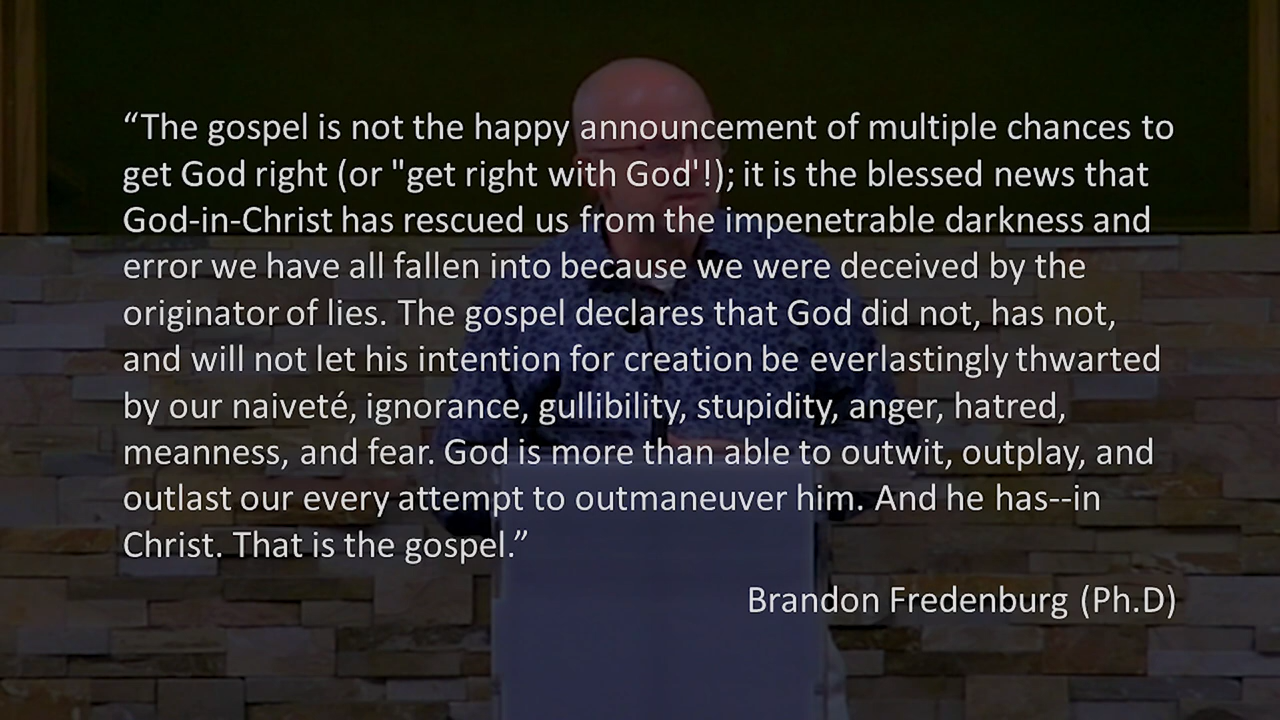 “The gospel is not the happy announcement of multiple chances to
get God right (or "get right with God'!); it is the blessed news that
God-in-Christ has rescued us from the impenetrable darkness and
error we have all fallen into because we were deceived by the
originator of lies. The gospel declares that God did not, has not,
and will not let his intention for creation be everlastingly thwarted
by our naiveté, ignorance, gullibility, stupidity, anger, hatred,
meanness, and fear. God is more than able to outwit, outplay, and
outlast our every attempt to outmaneuver him. And he has--in
Christ. That is the gospel.”
Brandon Fredenburg (Ph.D)